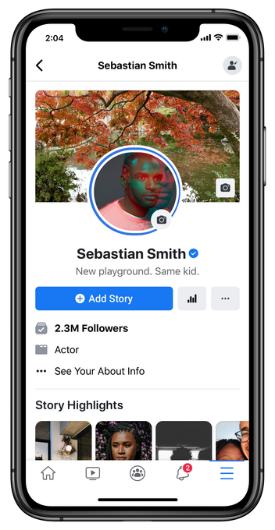 2:04
Sebastian Smith
Sebastian Smith
New playground. Same kid.
Add Story
2.3M Followers
Actor
See Your About Info
Story Highlights
2